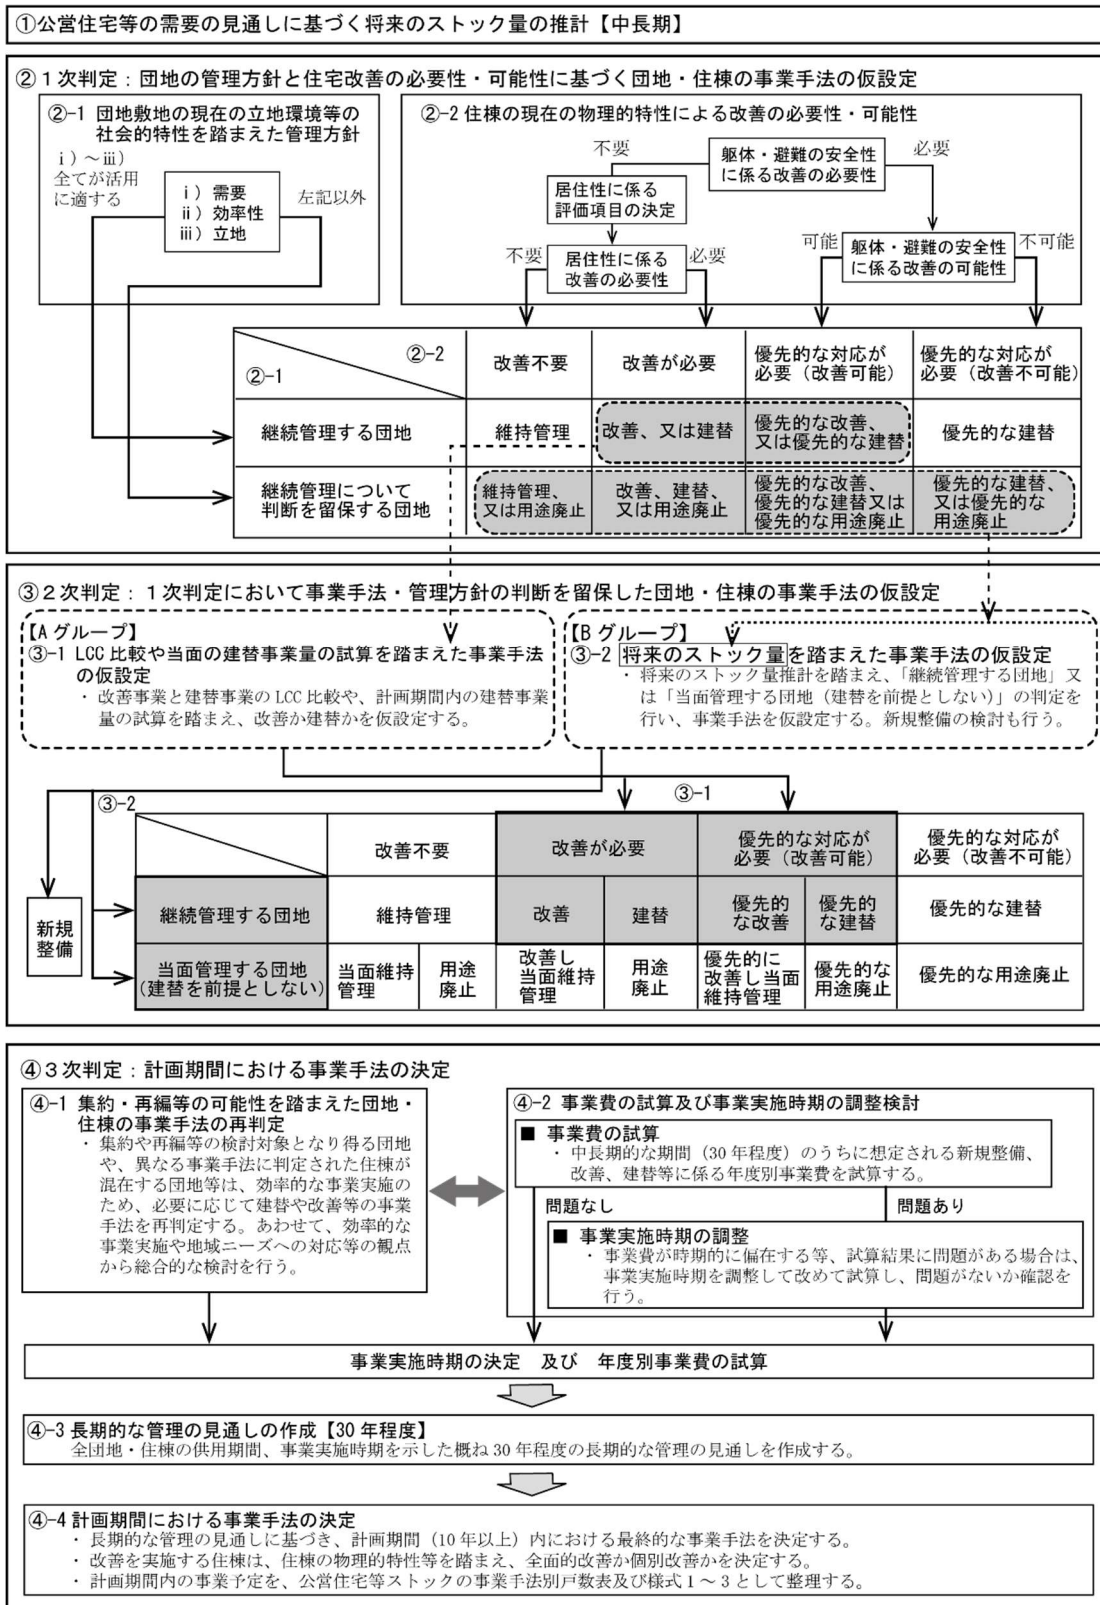 ①公営住宅等の需要の見通しに基づく将来のストック量の推計【中長期】
②１次判定：団地の管理方針と住宅改善の必要性・可能性に基づく団地・住棟の事業手法の仮設定
②-1 団地敷地の現在の立地環境等の
社会的特性を踏まえた管理方針
ⅰ）～ⅲ）
全てが活用
に適する
ⅰ）需要
ⅱ）効率性
ⅲ）立地
左記以外
②-2 住棟の現在の物理的特性による改善の必要性・可能性
不要
躯体・避難の安全性
に係る改善の必要性
必要
居住性に係る
評価項目の決定
不要
居住性に係る
改善の必要性
必要
可能
躯体・避難の安全性
に係る改善の可能性
不可能
②-2
②-1
改善不要
改善が必要
優先的な対応が
必要（改善可能）
優先的な対応が
必要（改善不可能）
継続管理する団地
維持管理
改善、又は建替
優先的な改善、
又は優先的な建替
優先的な建替
継続管理について
判断を留保する団地
維持管理、
又は用途廃止
改善、建替、
又は用途廃止
優先的な改善、
優先的な建替又は
優先的な用途廃止
優先的な建替、
又は優先的な
用途廃止
③２次判定：１次判定において事業手法・管理方針の判断を留保した団地・住棟の事業手法の仮設定
【A グループ】
③-1 LCC 比較や当面の建替事業量の試算を踏まえた事業手法
の仮設定
・改善事業と建替事業の LCC 比較や、計画期間内の建替事業
量の試算を踏まえ、改善か建替かを仮設定する。
【B グループ】
③-2 将来のストック量を踏まえた事業手法の仮設定
・将来のストック量推計を踏まえ、「継続管理する団地」又
は「当面管理する団地（建替を前提としない）」の判定を
行い、事業手法を仮設定する。新規整備の検討も行う。
③-2
③-1
改善不要
改善が必要
優先的な対応が
必要（改善可能）
優先的な対応が
必要（改善不可能）
新規
整備
継続管理する団地
維持管理
改善
建替
優先的
な改善
優先的
な建替
優先的な建替
当面管理する団地
（建替を前提としない）
当面維持
管理
用途
廃止
改善し
当面維持
管理
用途
廃止
優先的に
改善し当面
維持管理
優先的な
用途廃止
優先的な用途廃止
④３次判定：計画期間における事業手法の決定
④-1 集約・再編等の可能性を踏まえた団地・
住棟の事業手法の再判定
・集約や再編等の検討対象となり得る団地
や、異なる事業手法に判定された住棟が
混在する団地等は、効率的な事業実施の
ため、必要に応じて建替や改善等の事業
手法を再判定する。あわせて、効率的な
事業実施や地域ニーズへの対応等の観点
から総合的な検討を行う。
④-2 事業費の試算及び事業実施時期の調整検討
■ 事業費の試算
・中長期的な期間（30 年程度）のうちに想定される新規整備、
改善、建替等に係る年度別事業費を試算する。
問題なし
問題あり
■ 事業実施時期の調整
・事業費が時期的に偏在する等、試算結果に問題がある場合は、
事業実施時期を調整して改めて試算し、問題がないか確認を
行う。
事業実施時期の決定　及び　年度別事業費の試算
④-3 長期的な管理の見通しの作成【30 年程度】
全団地・住棟の供用期間、事業実施時期を示した概ね 30 年程度の長期的な管理の見通しを作成する。
④-4 計画期間における事業手法の決定
・長期的な管理の見通しに基づき、計画期間（10 年以上）内における最終的な事業手法を決定する。
・改善を実施する住棟は、住棟の物理的特性等を踏まえ、全面的改善か個別改善かを決定する。
・計画期間内の事業予定を、公営住宅等ストックの事業手法別戸数表及び様式１～３として整理する。